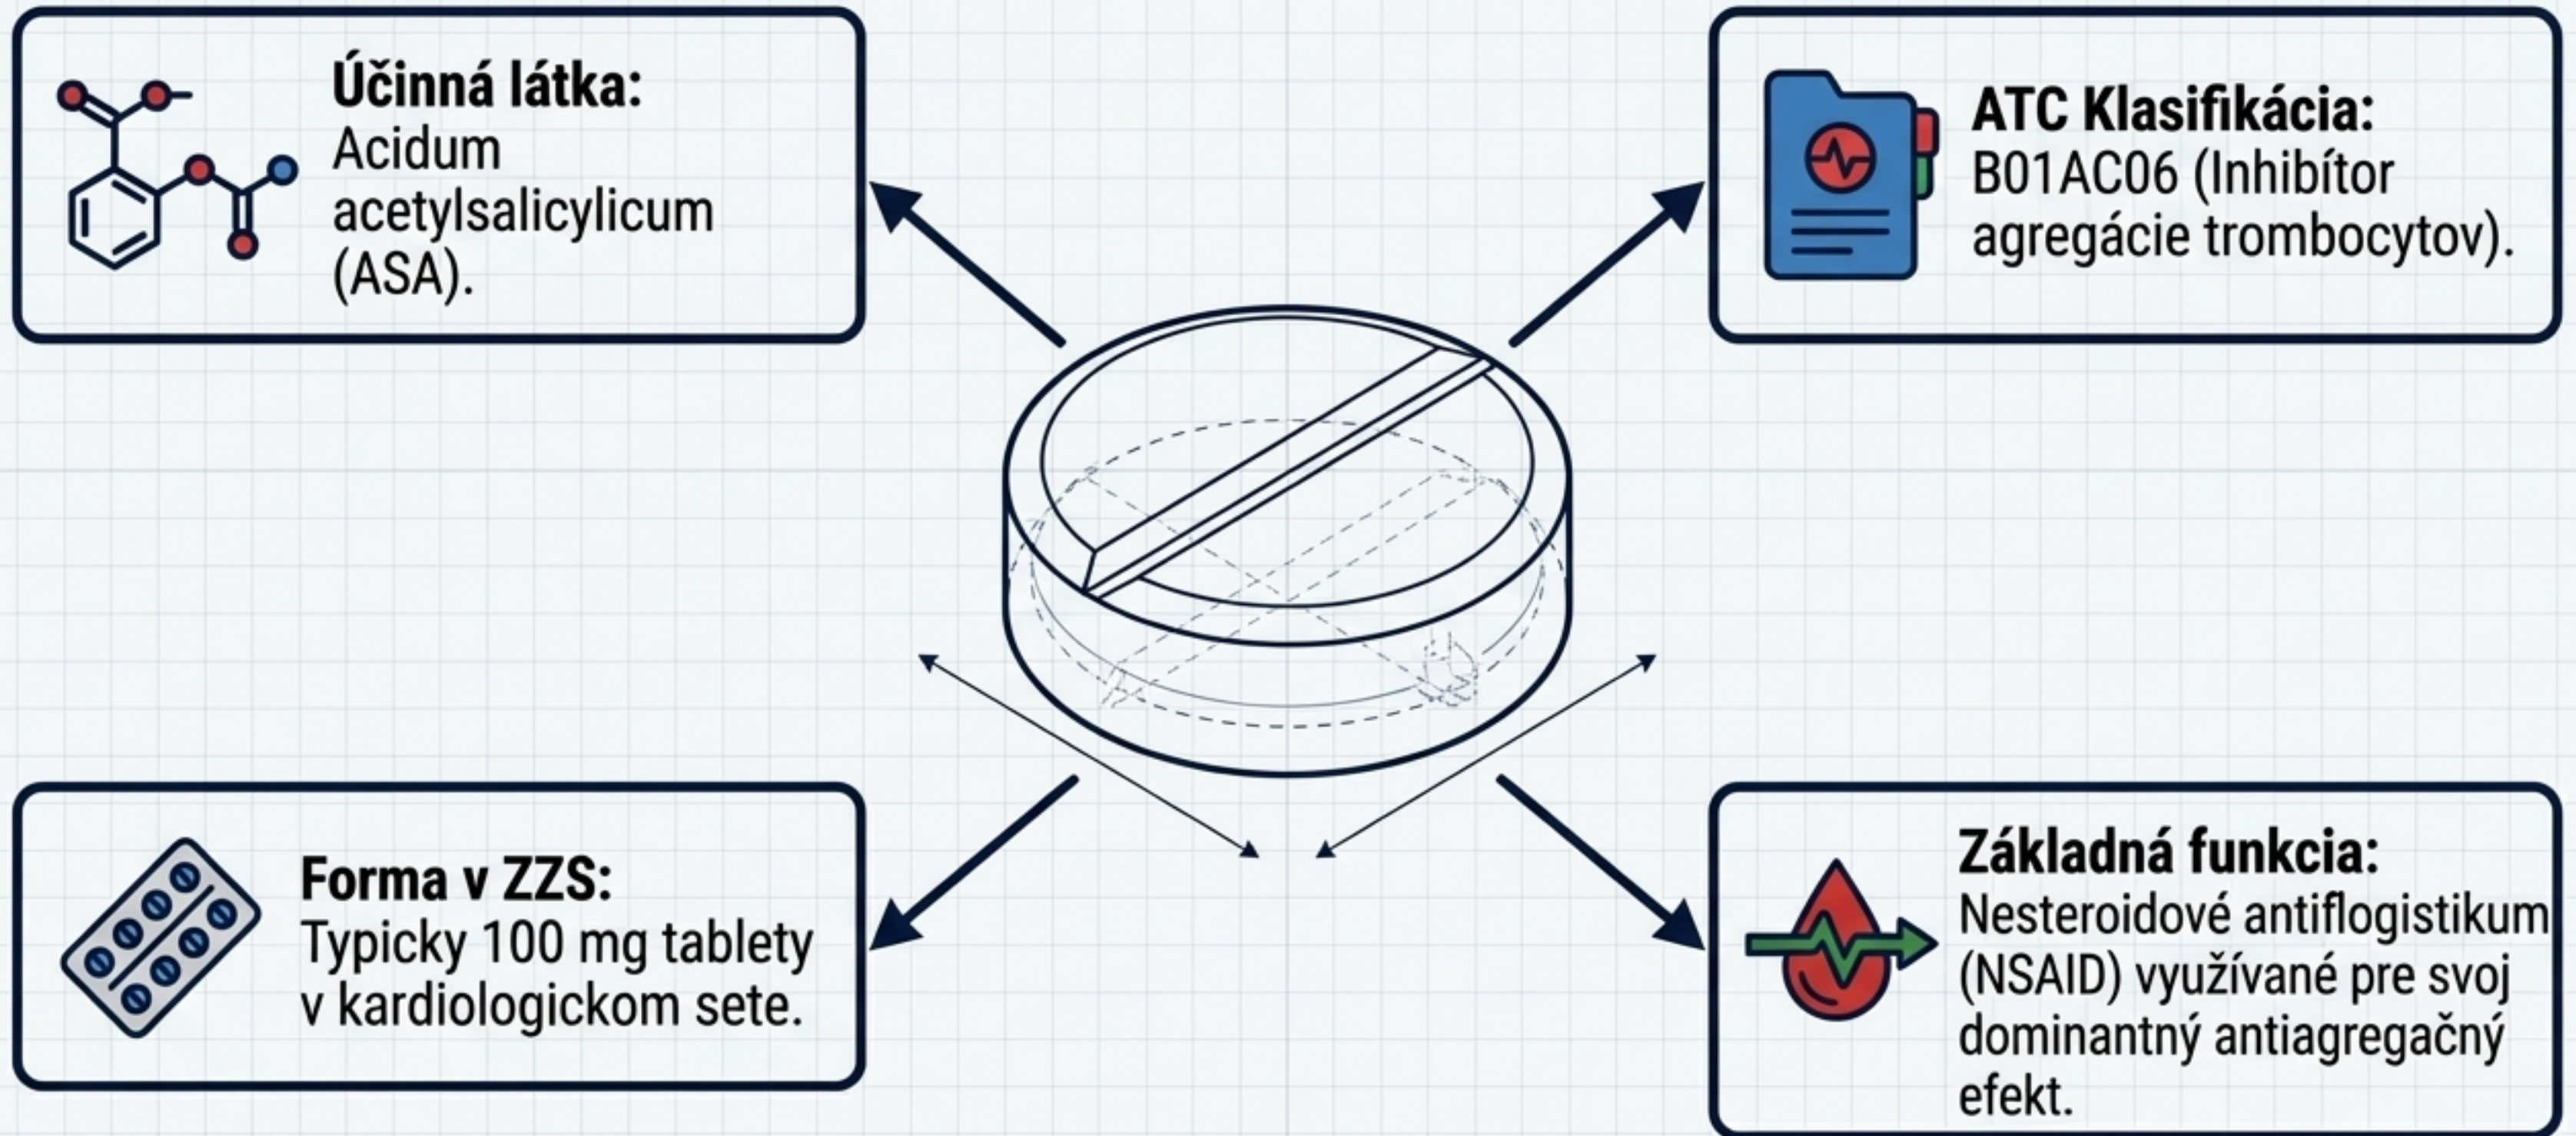 Účinná látka:
Acidum
acetylsalicylicum
(ASA).
ATC Klasifikácia:
B01AC06 (Inhibítor
agregácie trombocytov).
Forma v ZZS:
Typicky 100 mg tablety
v kardiologickom sete.
Základná funkcia:
Nesteroidové antiflogistikum
(NSAID) využívané pre svoj
dominantný antiagregačný
efekt.